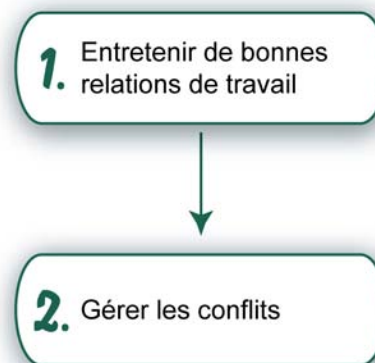 1. Entretenir de bonnes
relations de travail
2. Gérer les conflits